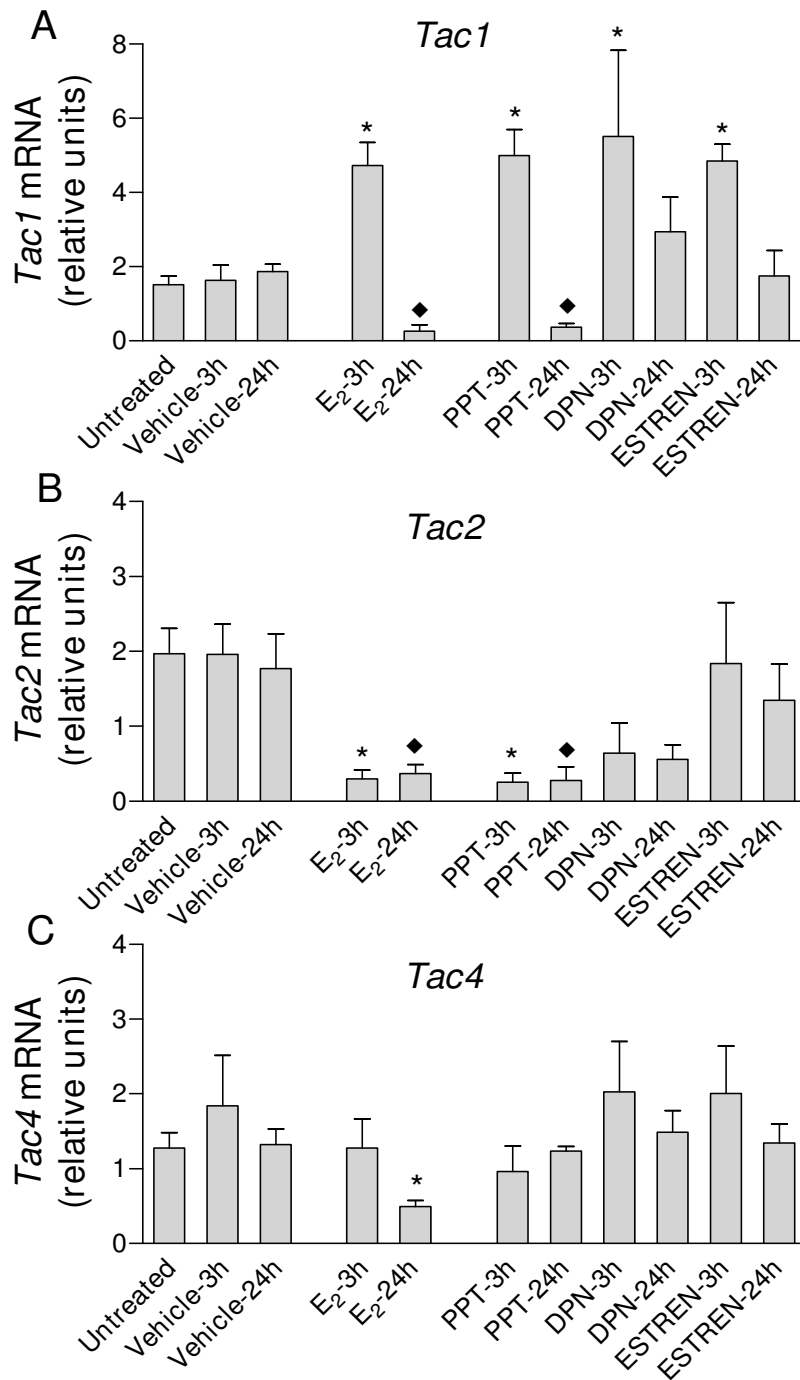 A
Tac1
Tac1 mRNA
(relative units)
8
6
4
2
0
*
*
*
*
◆
◆
Untreated
Vehicle-3h
Vehicle-24h
E₂-3h
E₂-24h
PPT-3h
PPT-24h
DPN-3h
DPN-24h
ESTREN-3h
ESTREN-24h
B
Tac2
Tac2 mRNA
(relative units)
4
3
2
1
0
*
◆
*
◆
Untreated
Vehicle-3h
Vehicle-24h
E₂-3h
E₂-24h
PPT-3h
PPT-24h
DPN-3h
DPN-24h
ESTREN-3h
ESTREN-24h
C
Tac4
Tac4 mRNA
(relative units)
4
3
2
1
0
*
Untreated
Vehicle-3h
Vehicle-24h
E₂-3h
E₂-24h
PPT-3h
PPT-24h
DPN-3h
DPN-24h
ESTREN-3h
ESTREN-24h